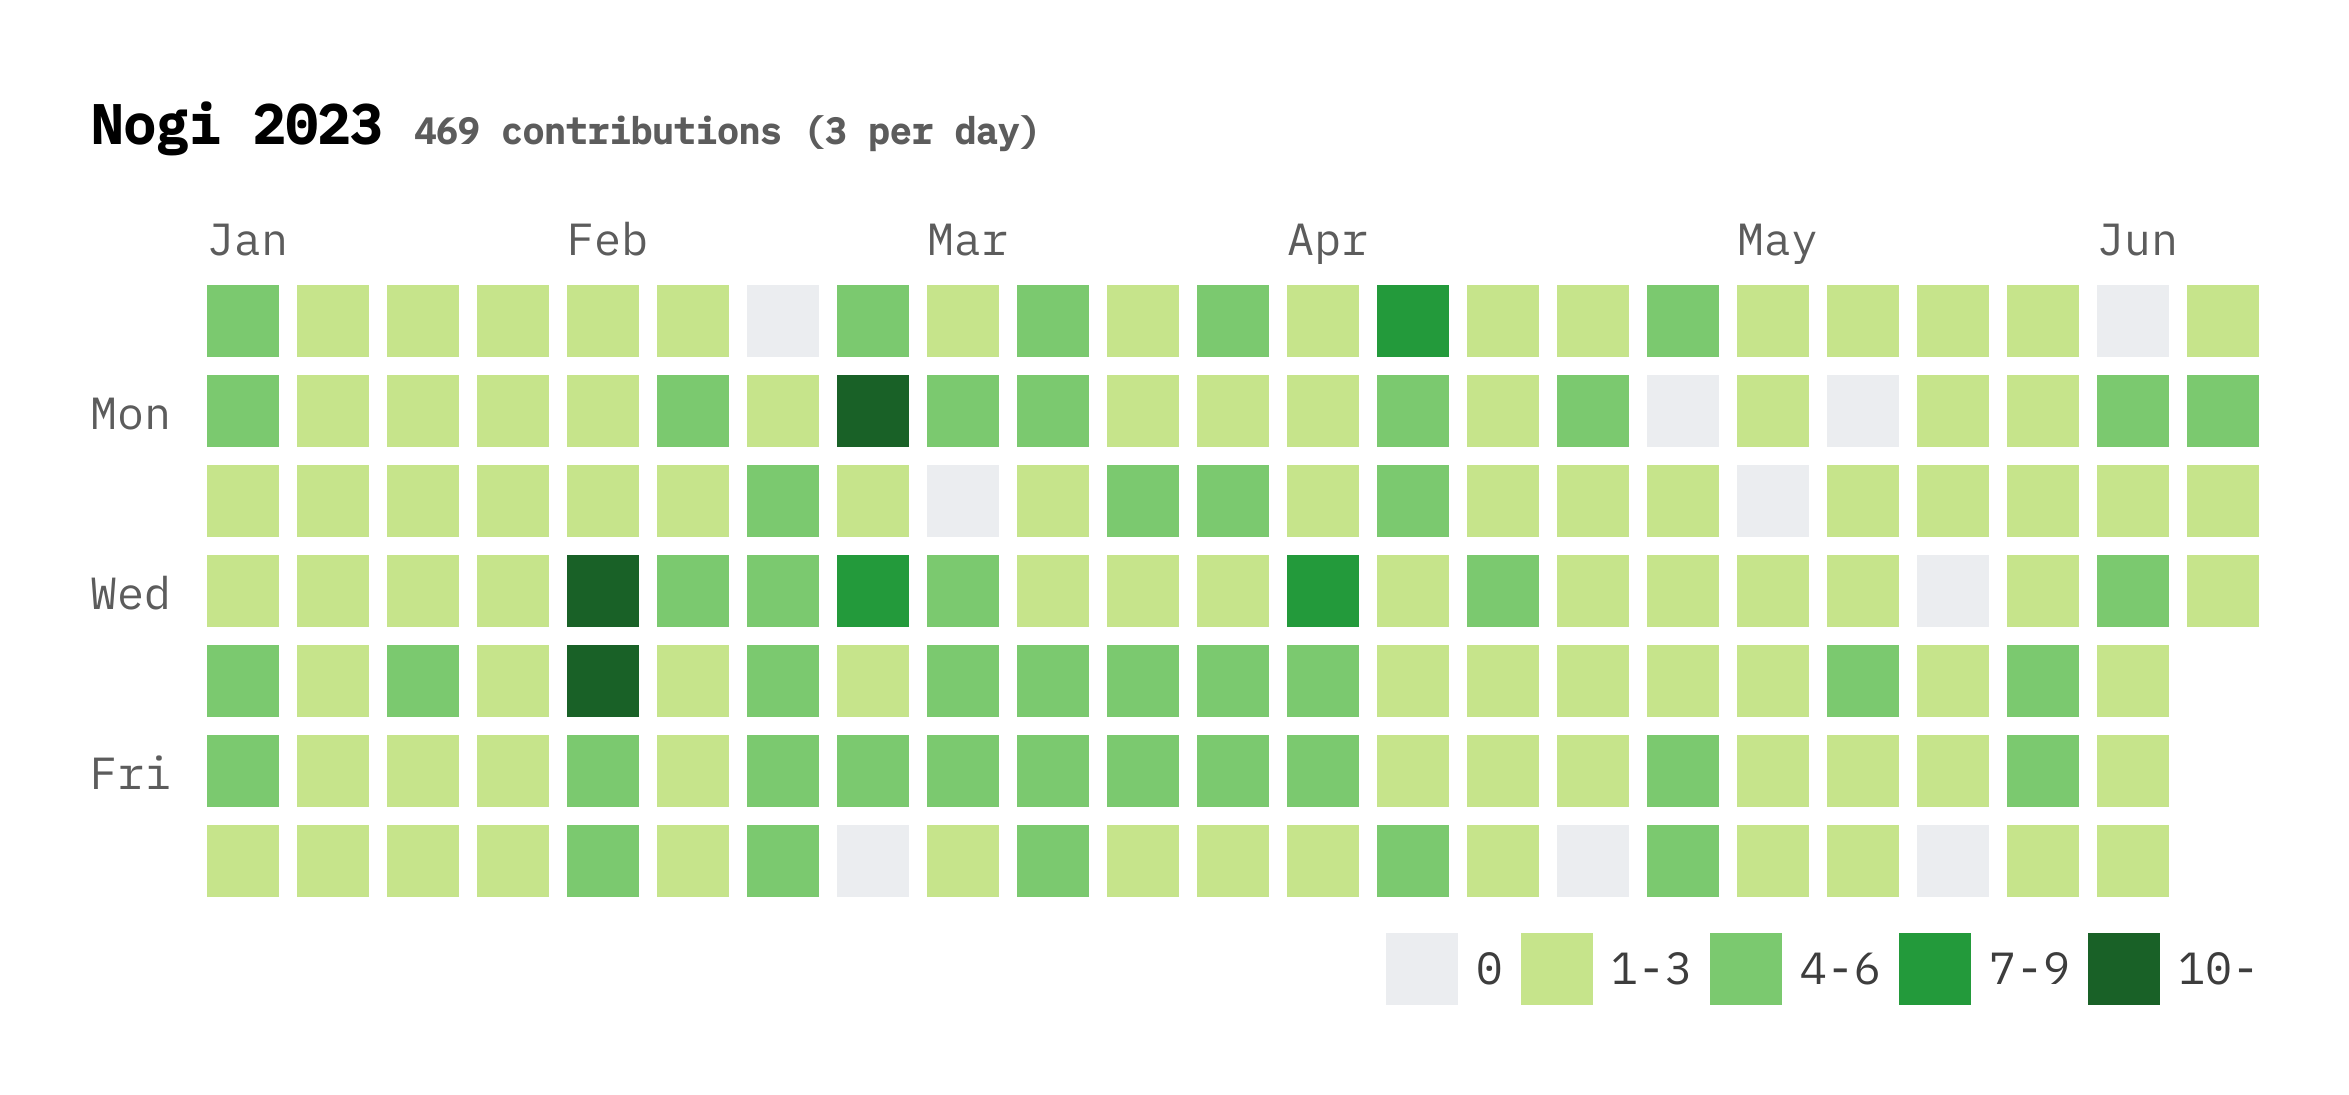 Nogi 2023 469 contributions (3 per day)
Jan Feb Mar Apr May Jun
Mon
Wed
Fri
0 1-3 4-6 7-9 10-